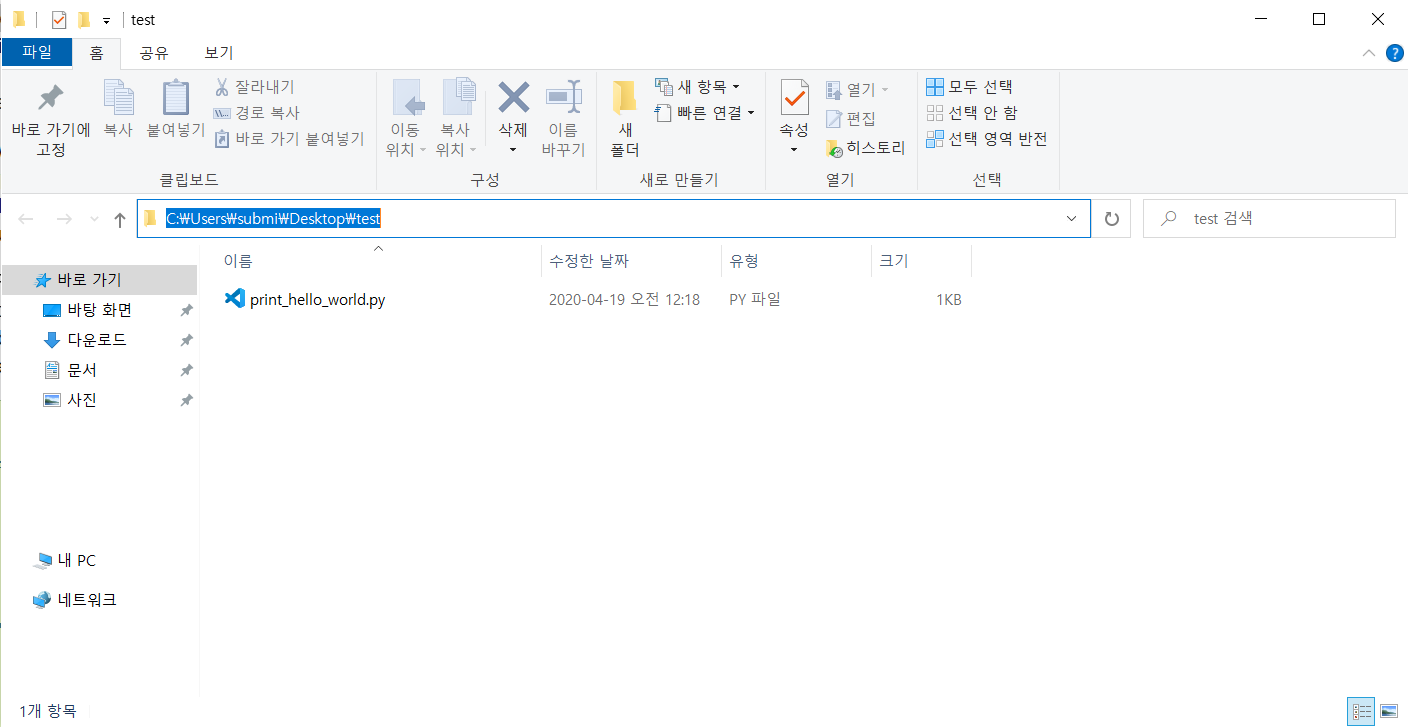 test
파일 홈 공유 보기
바로 가기에 고정
복사
붙여넣기
잘라내기
경로 복사
바로 가기 붙여넣기
클립보드
이동 위치
복사 위치
삭제
이름 바꾸기
구성
새 폴더
새 항목
빠른 연결
새로 만들기
속성
열기
편집
히스토리
열기
모두 선택
선택 안 함
선택 영역 반전
선택
C:₩Users₩submi₩Desktop₩test
test 검색
이름 수정한 날짜 유형 크기
print_hello_world.py 2020-04-19 오전 12:18 PY 파일 1KB
바로 가기
바탕 화면
다운로드
문서
사진
내 PC
네트워크
1개 항목